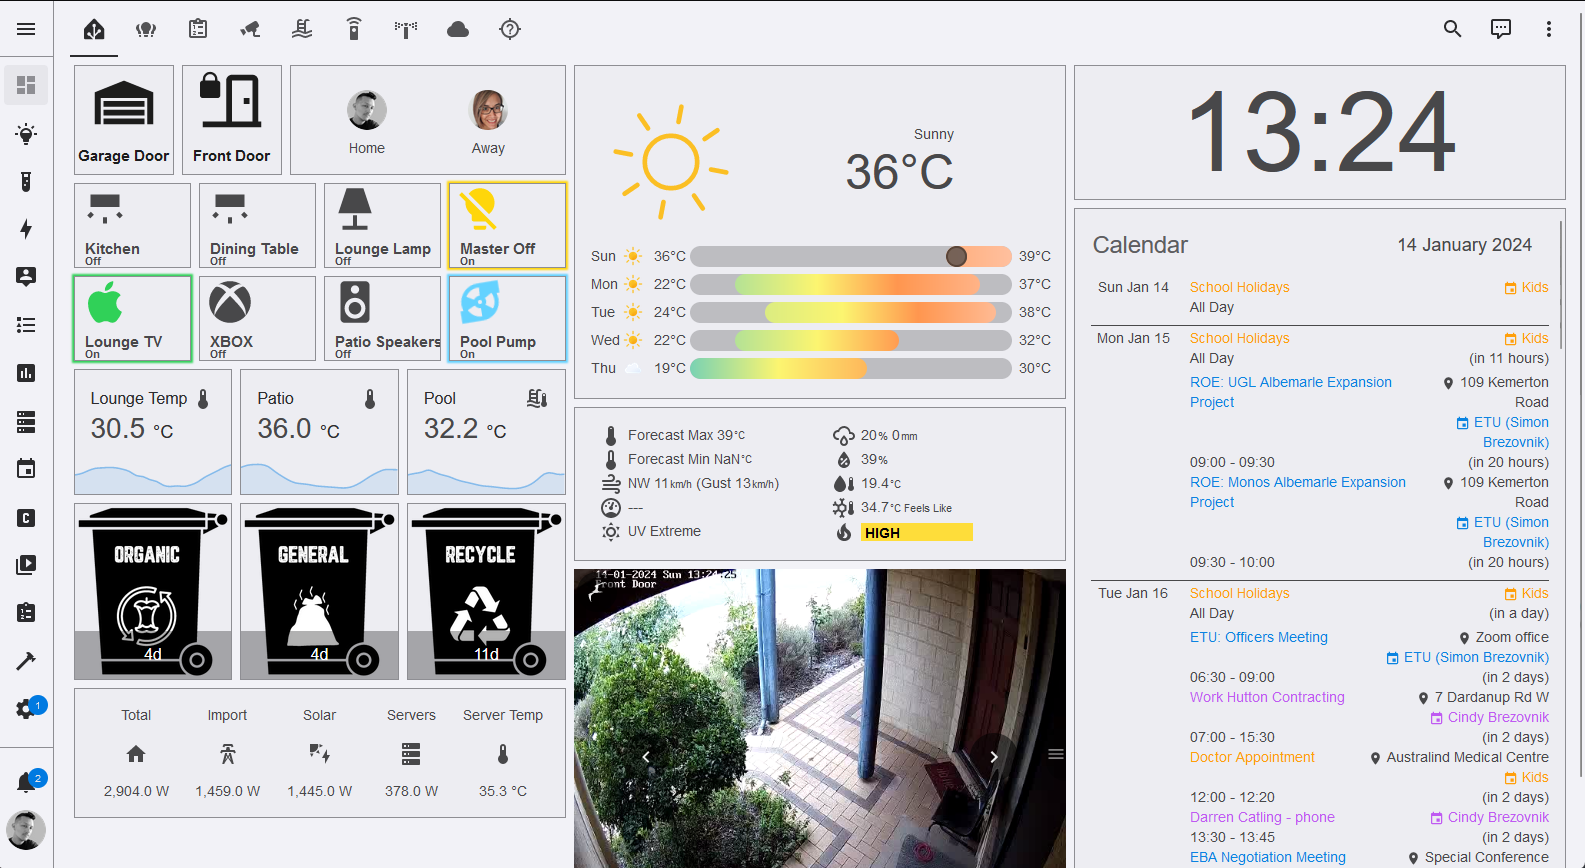 Garage Door
Front Door
Home
Away
Kitchen
Off
Dining Table
Off
Lounge Lamp
Off
Master Off
On
Lounge TV
On
XBOX
Off
Patio Speakers
Off
Pool Pump
On
Lounge Temp
30.5 °C
Patio
36.0 °C
Pool
32.2 °C
ORGANIC
4d
GENERAL
4d
RECYCLE
11d
Total
Import
Solar
Servers
Server Temp
2,904.0 W
1,459.0 W
1,445.0 W
378.0 W
35.3 °C
1
2
C
Sunny
36°C
Sun 36°C 39°C
Mon 22°C 37°C
Tue 24°C 38°C
Wed 22°C 32°C
Thu 19°C 30°C
Forecast Max 39°C
Forecast Min NaN°C
NW 11km/h (Gust 13km/h)
---
UV Extreme
20% 0mm
39%
19.4°C
34.7°C Feels Like
HIGH
14-01-2024 Sun 13:24:25
Front Door
13:24
Calendar
14 January 2024
Sun Jan 14
School Holidays
Kids
All Day
Mon Jan 15
School Holidays
Kids
All Day
(in 11 hours)
ROE: UGL Albemarle Expansion
Project
109 Kemerton
Road
ETU (Simon
Brezovnik)
09:00 - 09:30
(in 20 hours)
ROE: Monos Albemarle Expansion
Project
109 Kemerton
Road
ETU (Simon
Brezovnik)
09:30 - 10:00
(in 20 hours)
Tue Jan 16
School Holidays
Kids
All Day
(in a day)
ETU: Officers Meeting
Zoom office
ETU (Simon Brezovnik)
06:30 - 09:00
(in 2 days)
Work Hutton Contracting
7 Dardanup Rd W
Cindy Brezovnik
07:00 - 15:30
(in 2 days)
Doctor Appointment
Australind Medical Centre
Kids
12:00 - 12:20
(in 2 days)
Darren Catling - phone
Cindy Brezovnik
13:30 - 13:45
(in 2 days)
EBA Negotiation Meeting
Special Conference